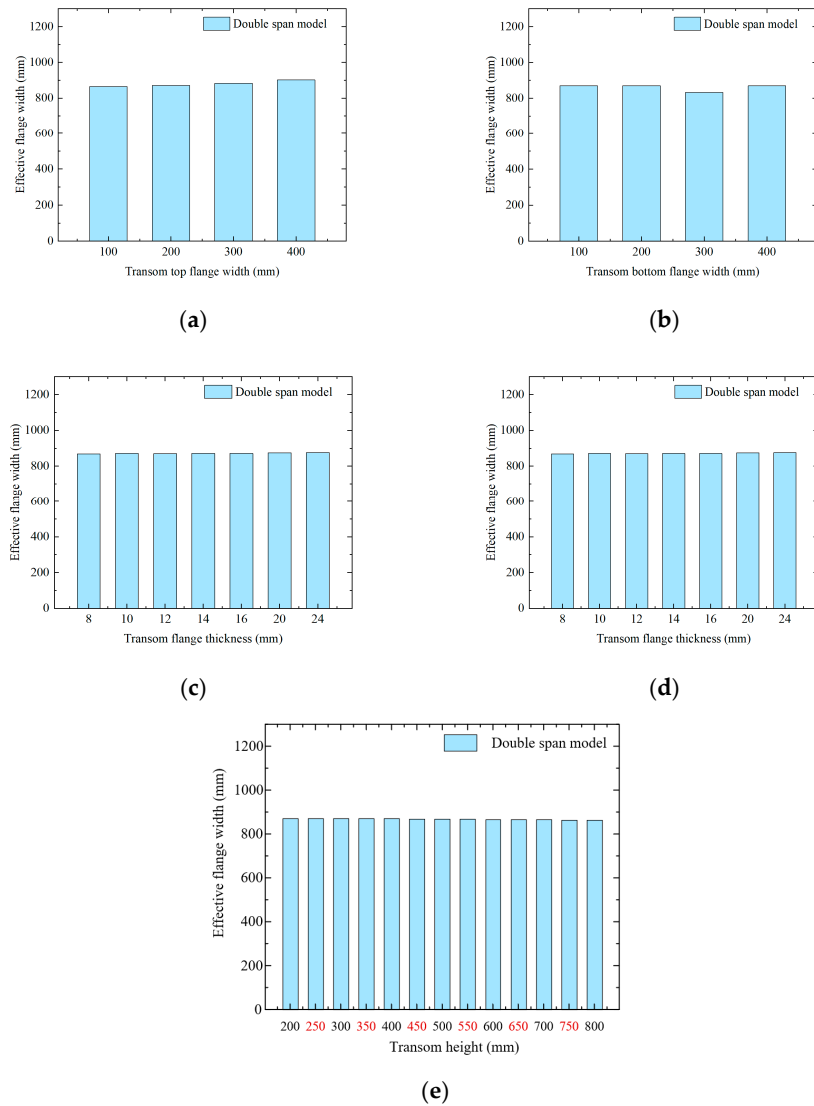 Double span model
1200
1000
800
600
400
200
0
Effective flange width (mm)
100 200 300 400
Transom top flange width (mm)
(a)
Double span model
1200
1000
800
600
400
200
0
Effective flange width (mm)
100 200 300 400
Transom bottom flange width (mm)
(b)
Double span model
1200
1000
800
600
400
200
0
Effective flange width (mm)
8 10 12 14 16 20 24
Transom flange thickness (mm)
(c)
Double span model
1200
1000
800
600
400
200
0
Effective flange width (mm)
8 10 12 14 16 20 24
Transom flange thickness (mm)
(d)
Double span model
1200
1000
800
600
400
200
0
Effective flange width (mm)
200 250 300 350 400 450 500 550 600 650 700 750 800
Transom height (mm)
(e)